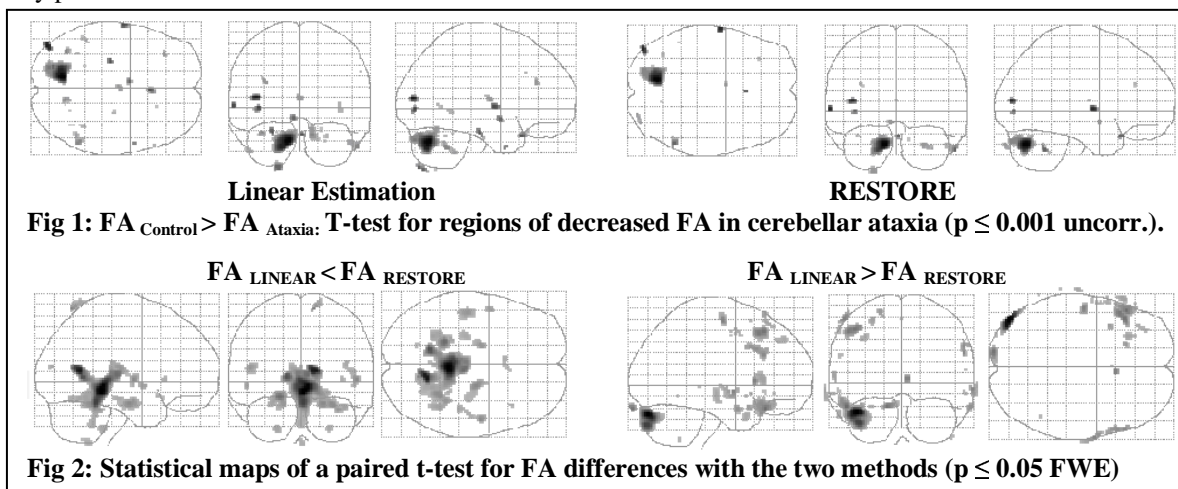 Linear Estimation RESTORE
Fig 1: FA Control > FA Ataxia: T-test for regions of decreased FA in cerebellar ataxia (p ≤ 0.001 uncorr.).
FA LINEAR < FA RESTORE FA LINEAR > FA RESTORE
Fig 2: Statistical maps of a paired t-test for FA differences with the two methods (p ≤ 0.05 FWE)